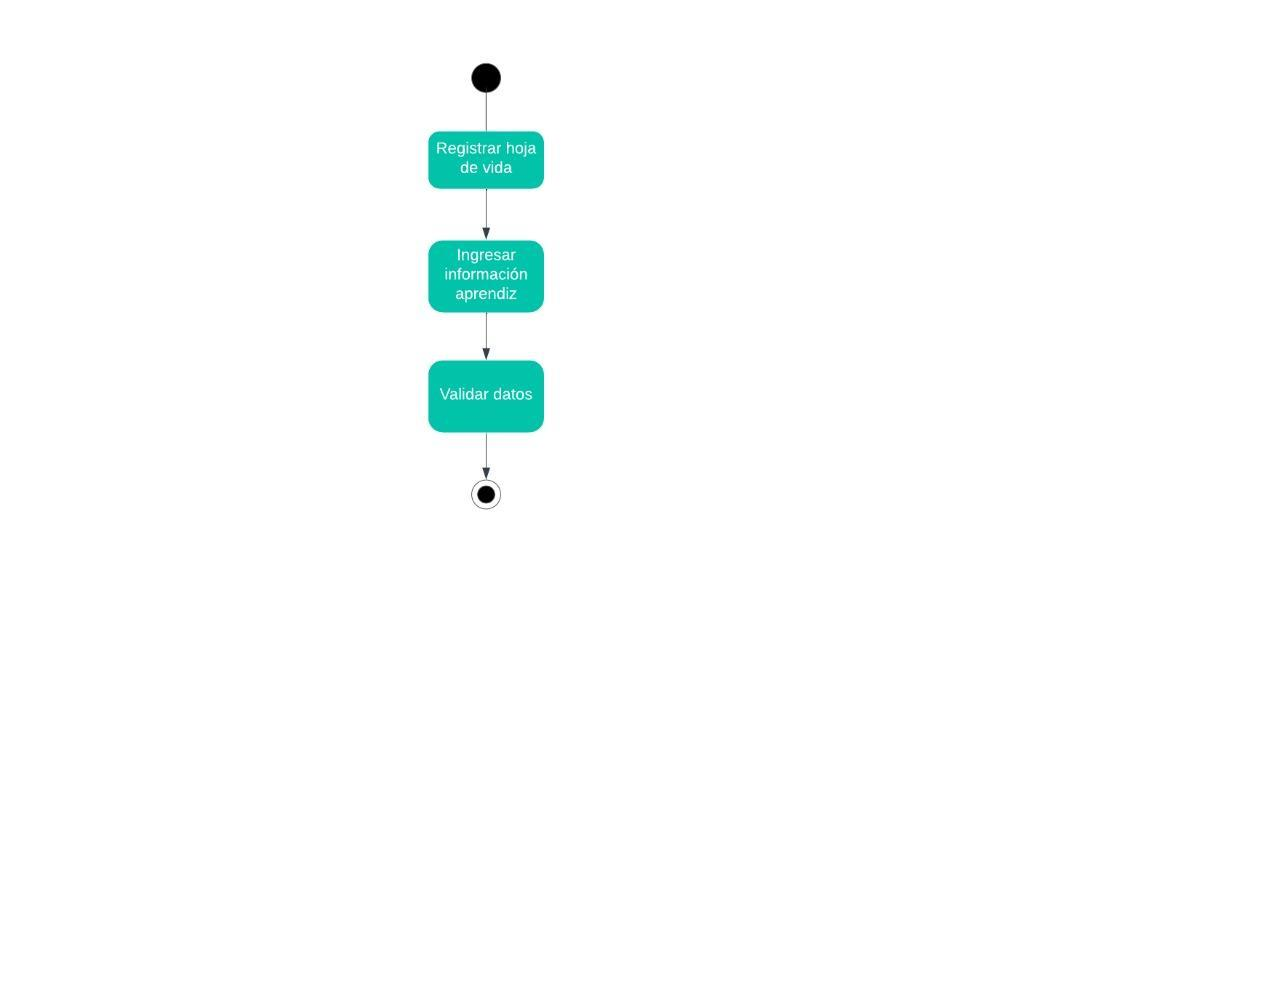 Registrar hoja
de vida
Ingresar
información
aprendiz
Validar datos